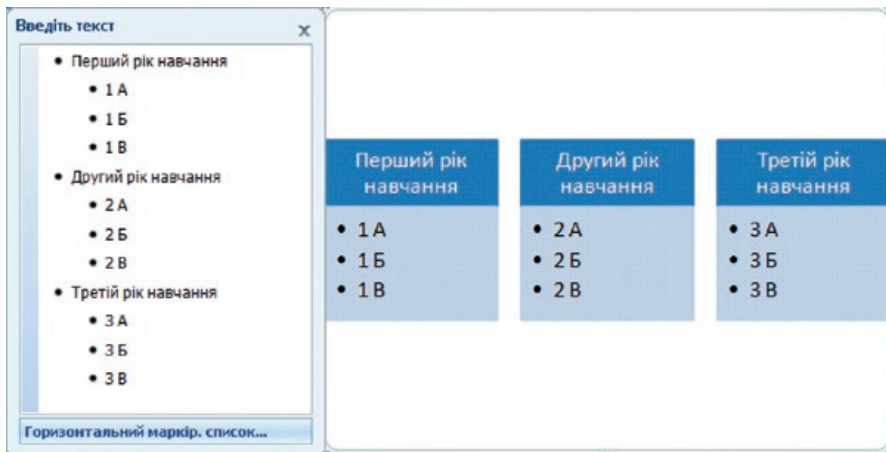 Введіть текст
Перший рік навчання
1 А
1 Б
1 В
Другий рік навчання
2 А
2 Б
2 В
Третій рік навчання
3 А
3 Б
3 В
Горизонтальний маркір. список...
Перший рік
навчання
1 А
1 Б
1 В
Другий рік
навчання
2 А
2 Б
2 В
Третій рік
навчання
3 А
3 Б
3 В